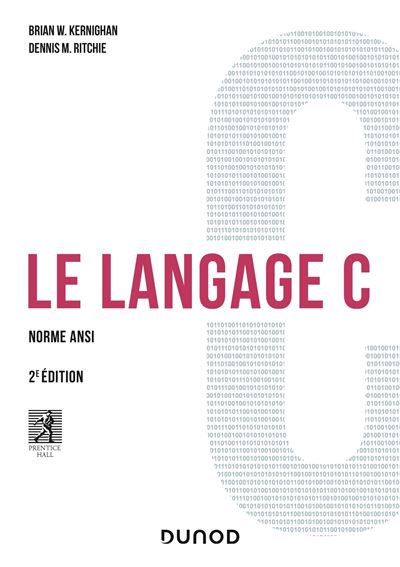 BRIAN W. KERNIGHAN
DENNIS M. RITCHIE
LE LANGAGE C
NORME ANSI
2E ÉDITION
PRENTICE
HALL
DUNOD